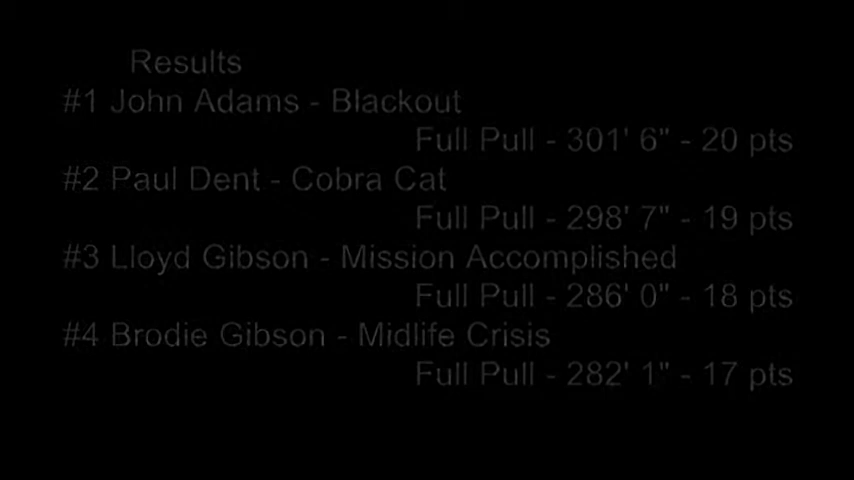 Results
#1 John Adams - Blackout
Full Pull - 301' 6" - 20 pts
#2 Paul Dent - Cobra Cat
Full Pull - 298' 7" - 19 pts
#3 Lloyd Gibson - Mission Accomplished
Full Pull - 286' 0" - 18 pts
#4 Brodie Gibson - Midlife Crisis
Full Pull - 282' 1" - 17 pts